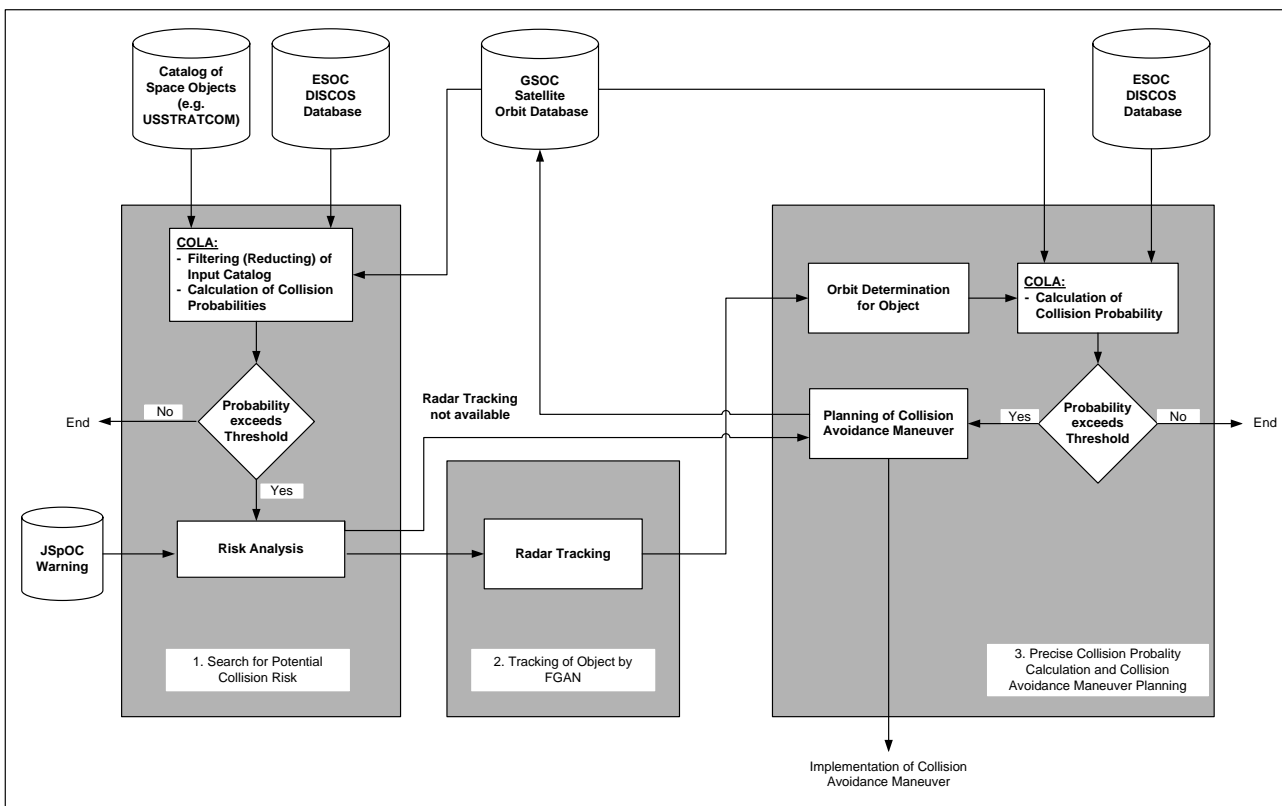 Catalog of
Space Objects
(e.g.
USSTRATCOM)
ESOC
DISCOS
Database
GSOC
Satellite
Orbit Database
ESOC
DISCOS
Database
COLA:
- Filtering (Reducting) of
Input Catalog
- Calculation of Collision
Probabilities
Orbit Determination
for Object
COLA:
- Calculation of
Collision Probability
End
No
Probability
exceeds
Threshold
Yes
Radar Tracking
not available
Planning of Collision
Avoidance Maneuver
Yes
Probability
exceeds
Threshold
No
End
JSpOC
Warning
Risk Analysis
Radar Tracking
1. Search for Potential
Collision Risk
2. Tracking of Object by
FGAN
3. Precise Collision Probality
Calculation and Collision
Avoidance Maneuver Planning
Implementation of Collision
Avoidance Maneuver